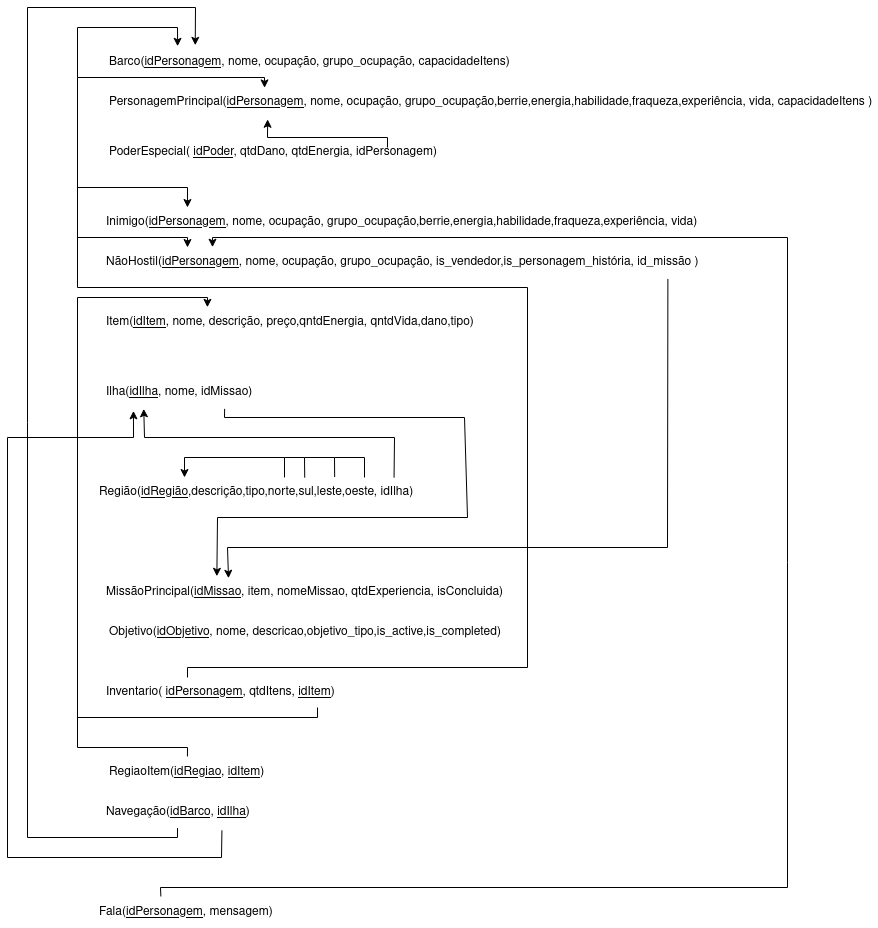 Barco(idPersonagem, nome, ocupação, grupo_ocupação, capacidadeItens)
PersonagemPrincipal(idPersonagem, nome, ocupação, grupo_ocupação,berrie,energia,habilidade,fraqueza,experiência, vida, capacidadeItens )
PoderEspecial( idPoder, qtdDano, qtdEnergia, idPersonagem)
Inimigo(idPersonagem, nome, ocupação, grupo_ocupação,berrie,energia,habilidade,fraqueza,experiência, vida)
NãoHostil(idPersonagem, nome, ocupação, grupo_ocupação, is_vendedor,is_personagem_história, id_missão )
Item(idItem, nome, descrição, preço,qntdEnergia, qntdVida,dano,tipo)
Ilha(idIlha, nome, idMissao)
Região(idRegião,descrição,tipo,norte,sul,leste,oeste, idIlha)
MissãoPrincipal(idMissao, item, nomeMissao, qtdExperiencia, isConcluida)
Objetivo(idObjetivo, nome, descricao,objetivo_tipo,is_active,is_completed)
Inventario( idPersonagem, qtdItens, idItem)
RegiaoItem(idRegiao, idItem)
Navegação(idBarco, idIlha)
Fala(idPersonagem, mensagem)